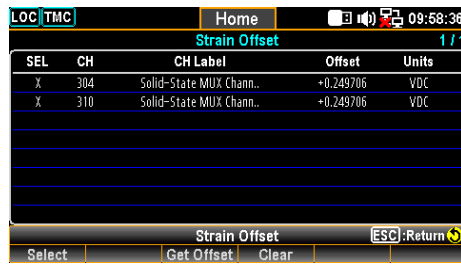 LOC TMC Home 09:58:36
Strain Offset 1 /
SEL CH CH Label Offset Units
X 304 Solid-State MUX Chann.. +0.249706 VDC
X 310 Solid-State MUX Chann.. +0.249706 VDC
Strain Offset ESC :Return
Select Get Offset Clear